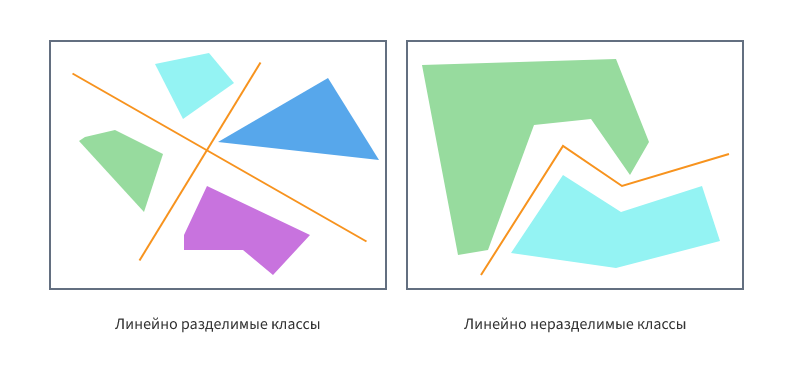 Линейно разделимые классы
Линейно неразделимые классы